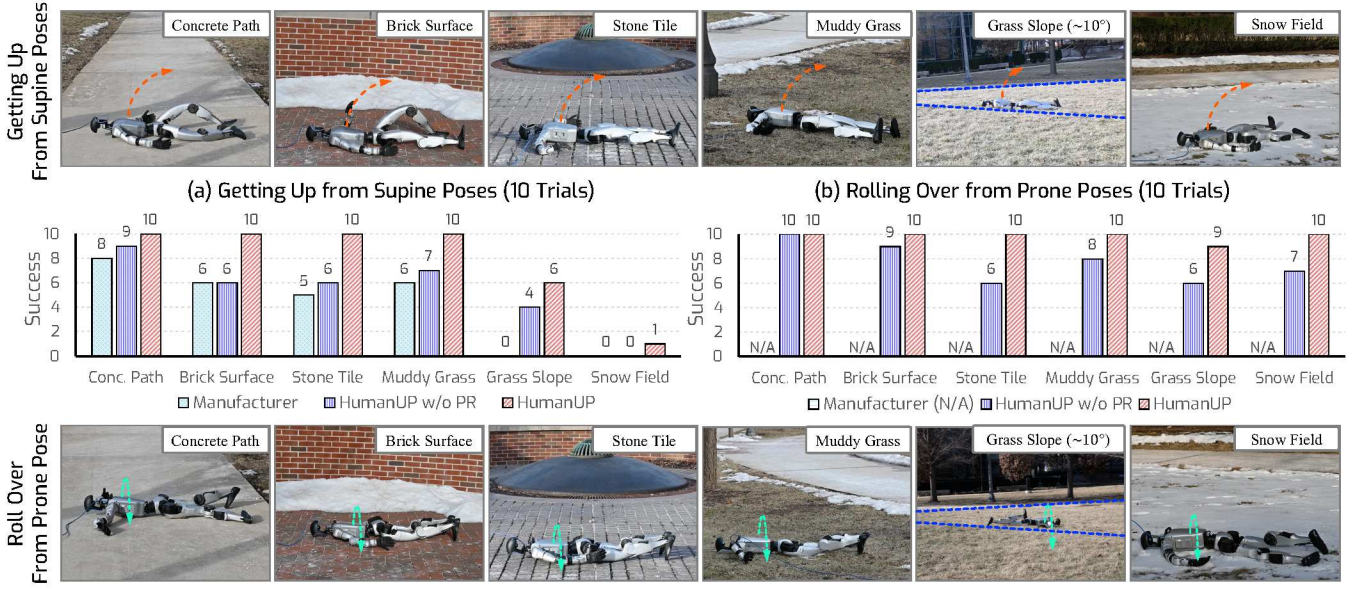 Getting Up
From Supine Poses
Concrete Path
Brick Surface
Stone Tile
Muddy Grass
Grass Slope (~10°)
Snow Field
(a) Getting Up from Supine Poses (10 Trials)
Success
10
8
6
4
2
0
8
9
10
6
6
10
5
6
10
6
7
10
0
4
6
0
0
1
Conc. Path
Brick Surface
Stone Tile
Muddy Grass
Grass Slope
Snow Field
Manufacturer
HumanUP w/o PR
HumanUP
(b) Rolling Over from Prone Poses (10 Trials)
Success
10
8
6
4
2
0
N/A
10
10
N/A
9
10
N/A
6
10
N/A
8
10
N/A
6
9
N/A
7
10
Conc. Path
Brick Surface
Stone Tile
Muddy Grass
Grass Slope
Snow Field
Manufacturer (N/A)
HumanUP w/o PR
HumanUP
Roll Over
From Prone Pose
Concrete Path
Brick Surface
Stone Tile
Muddy Grass
Grass Slope (~10°)
Snow Field